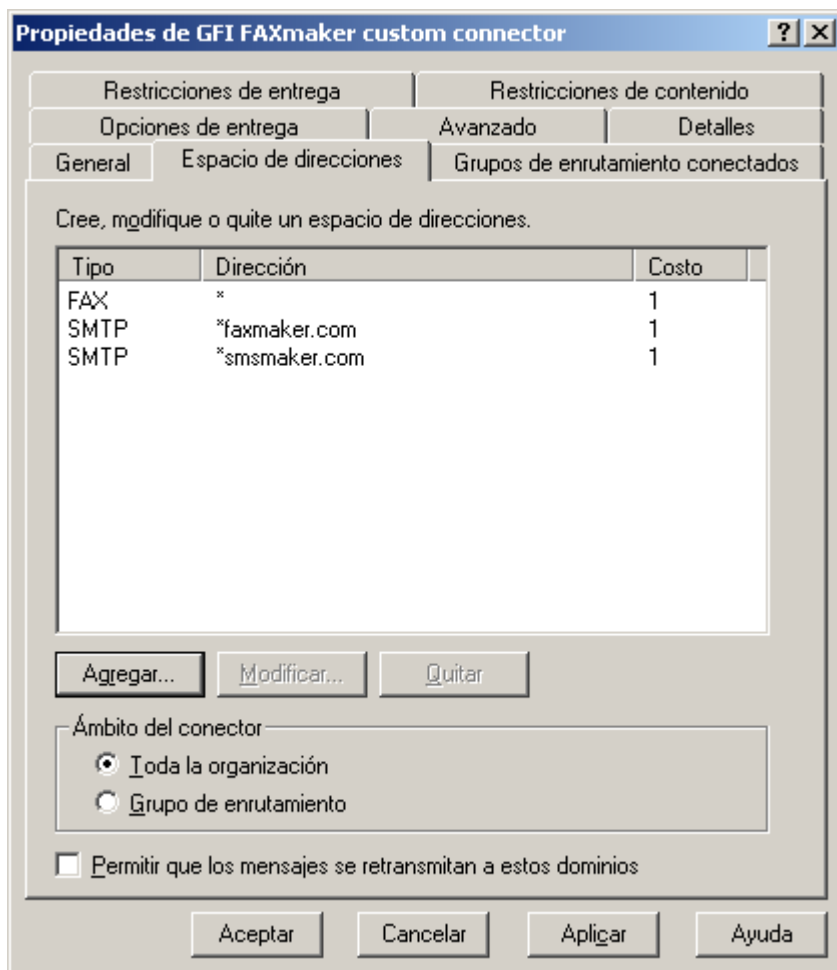 Propiedades de GFI FAXmaker custom connector
Restricciones de entrega Restricciones de contenido
Opciones de entrega Avanzado Detalles
General Espacio de direcciones Grupos de enrutamiento conectados
Cree, modifique o quite un espacio de direcciones.
Tipo Dirección Costo
FAX * 1
SMTP *faxmaker.com 1
SMTP *smsmaker.com 1
Agregar... Modificar... Quitar
Ámbito del conector
Toda la organización
Grupo de enrutamiento
Permitir que los mensajes se retransmitan a estos dominios
Aceptar Cancelar Aplicar Ayuda